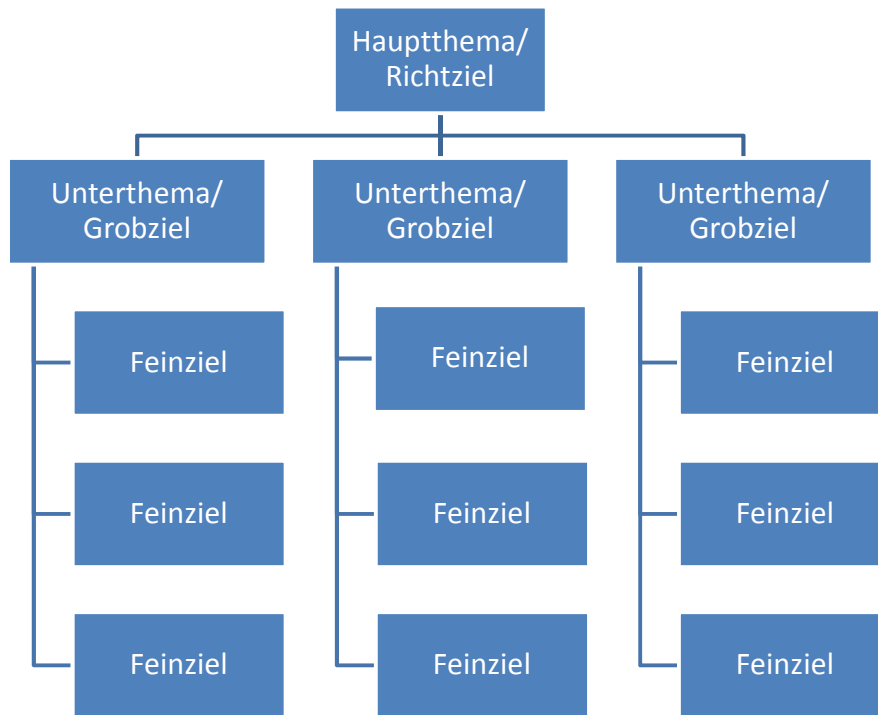 Hauptthema/
Richtziel
Unterthema/
Grobziel
Unterthema/
Grobziel
Unterthema/
Grobziel
Feinziel
Feinziel
Feinziel
Feinziel
Feinziel
Feinziel
Feinziel
Feinziel
Feinziel